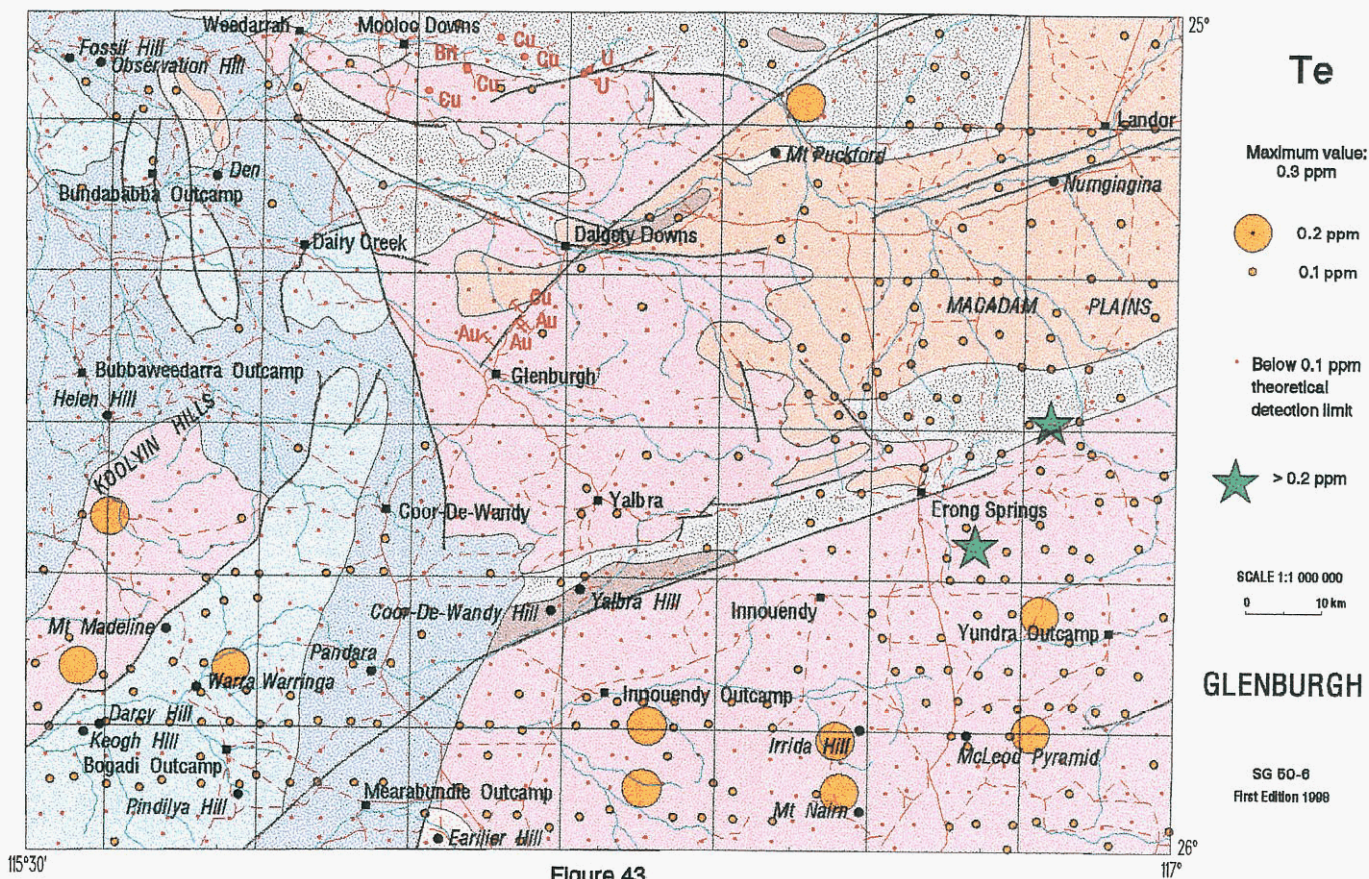 25°
Weedarrah
Mooloo Downs
Cu
Fossil Hill
Observation Hill
Brt
Cu
U
Cu
U
Cu
Landor
Mt Puckford
Den
Numgingina
Bundababba Outcamp
Dairy Creek
Dalgety Downs
Cu
MACADAM PLAINS
Au
Au
Au
Bubbaweedarra Outcamp
Glenburgh
Helen Hill
KOOLYIN HILLS
Coor-De-Wandy
Yalbra
Erong Springs
Coor-De-Wandy Hill
Yalbra Hill
Innouendy
Mt Madeline
Yundra Outcamp
Pandara
Warra Warringa
Innouendy Outcamp
Darcy Hill
Keogh Hill
Irrida Hill
McLeod Pyramid
Bogadi Outcamp
Pindilya Hill
Mearabundie Outcamp
Mt Nairn
Earilier Hill
115°30'
26°
117°
Te
Maximum value:
0.3 ppm
0.2 ppm
0.1 ppm
Below 0.1 ppm
theoretical
detection limit
> 0.2 ppm
SCALE 1:1 000 000
0 10 km
GLENBURGH
SG 50-6
First Edition 1998
Figure 43